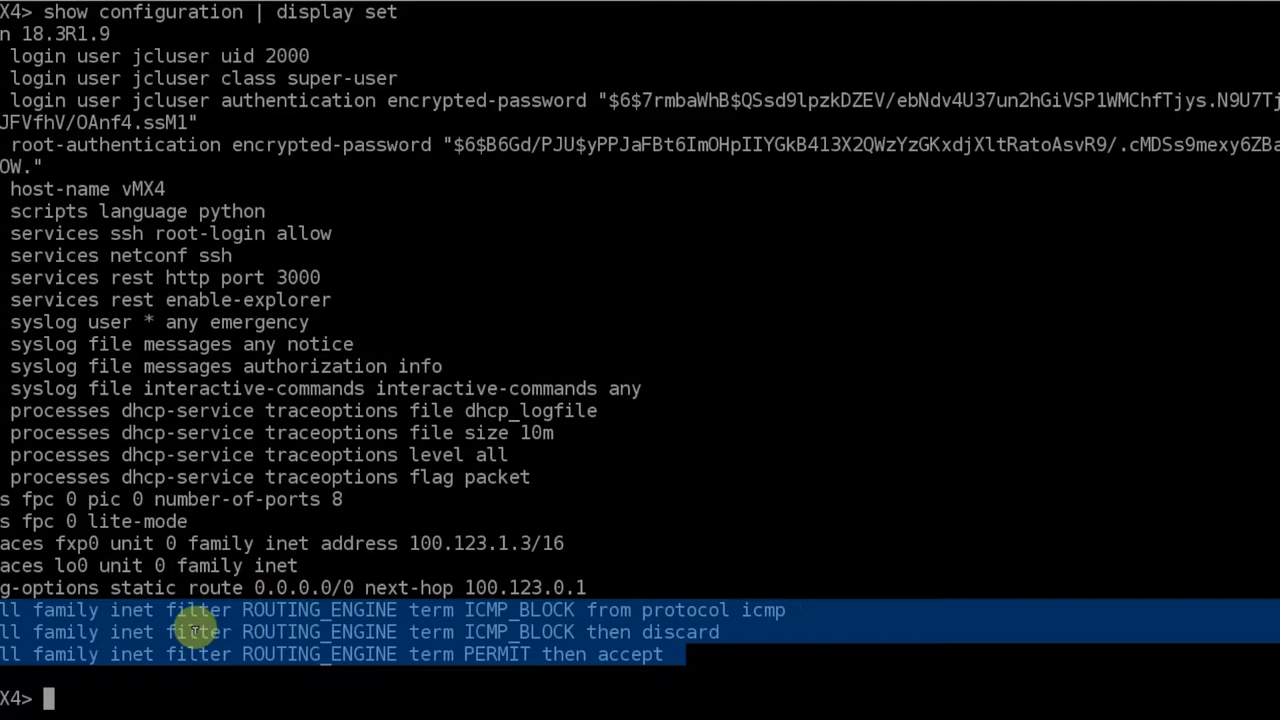 X4> show configuration | display set
n 18.3R1.9
login user jcluser uid 2000
login user jcluser class super-user
login user jcluser authentication encrypted-password "$6$7rmbaWhB$QSsd9lpzkDZEV/ebNdv4U37un2hGiVSP1WMChfTjys.N9U7Tj
JFVfhV/OAnf4.ssM1"
root-authentication encrypted-password "$6$B6Gd/PJU$yPPJaFBt6ImOHpIIYGkB413X2QWzYzGKxdjXltRatoAsvR9/.cMDSs9mexy6ZBa
OW."
host-name vMX4
scripts language python
services ssh root-login allow
services netconf ssh
services rest http port 3000
services rest enable-explorer
syslog user * any emergency
syslog file messages any notice
syslog file messages authorization info
syslog file interactive-commands interactive-commands any
processes dhcp-service traceoptions file dhcp_logfile
processes dhcp-service traceoptions file size 10m
processes dhcp-service traceoptions level all
processes dhcp-service traceoptions flag packet
s fpc 0 pic 0 number-of-ports 8
s fpc 0 lite-mode
aces fxp0 unit 0 family inet address 100.123.1.3/16
aces lo0 unit 0 family inet
g-options static route 0.0.0.0/0 next-hop 100.123.0.1
ll family inet filter ROUTING_ENGINE term ICMP_BLOCK from protocol icmp
ll family inet filter ROUTING_ENGINE term ICMP_BLOCK then discard
ll family inet filter ROUTING_ENGINE term PERMIT then accept
X4>